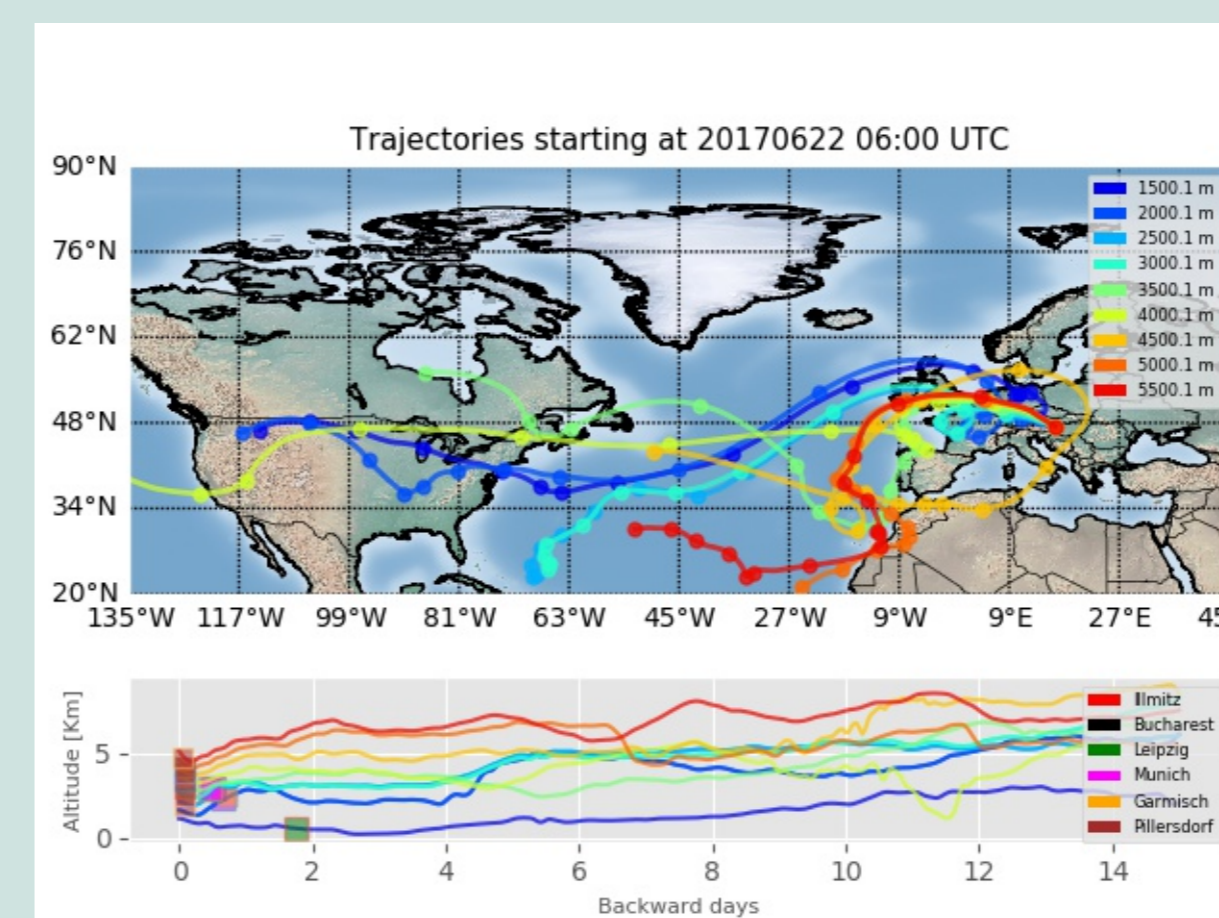 Trajectories starting at 20170622 06:00 UTC
90°N
76°N
62°N
48°N
34°N
20°N
135°W 117°W 99°W 81°W 63°W 45°W 27°W 9°W 9°E 27°E 45
1500.1 m
2000.1 m
2500.1 m
3000.1 m
3500.1 m
4000.1 m
4500.1 m
5000.1 m
5500.1 m
Altitude [Km]
5
0
Illmitz
Bucharest
Leipzig
Munich
Garmisch
Pillersdorf
0 2 4 6 8 10 12 14
Backward days